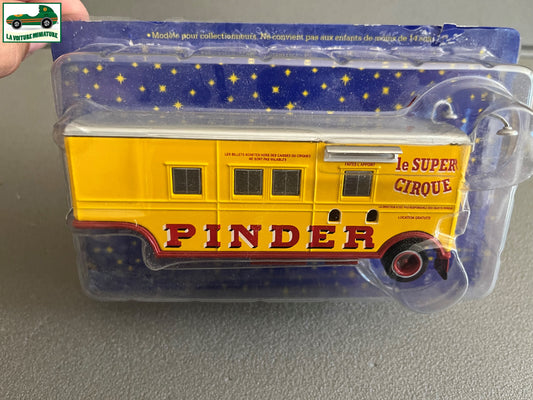 LA VOITURE MINIATURE
• Modèle pour collectionneurs. Ne convient pas aux enfants de moins de 14 ans.
LES BILLETS ACHETES HORS DES CAISSES DU CIRQUE
NE SONT PAS VALABLES
FAITES L'APPOINT
le SUPER
CIRQUE
LOCATION GRATUITE
PINDER